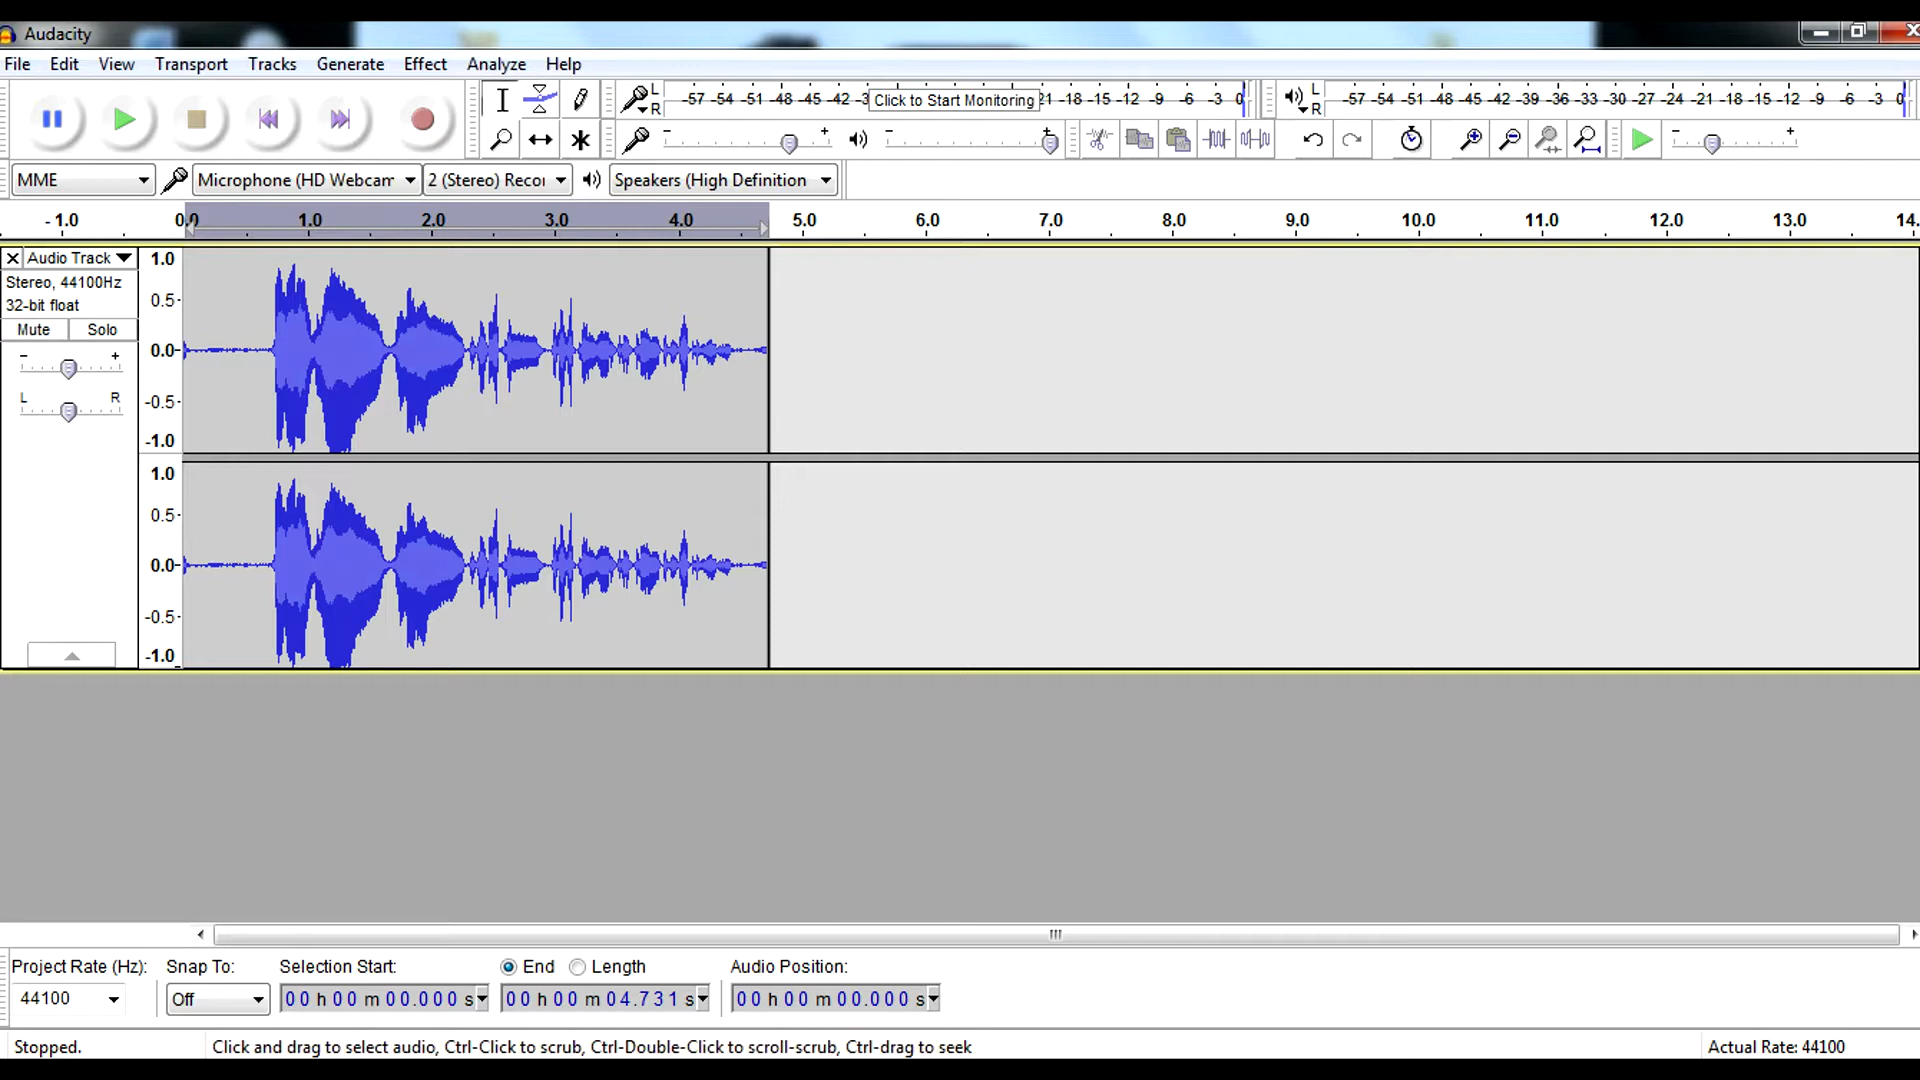 Audacity
File Edit View Transport Tracks Generate Effect Analyze Help
L -57 -54 -51 -48 -45 -42 -3 Click to Start Monitoring 21 -18 -15 -12 -9 -6 -3 0 L -57 -54 -51 -48 -45 -42 -39 -36 -33 -30 -27 -24 -21 -18 -15 -12 -9 -6 -3 0
R R
MME Microphone (HD Webcam 2 (Stereo) Recor Speakers (High Definition
- 1.0 0.0 1.0 2.0 3.0 4.0 5.0 6.0 7.0 8.0 9.0 10.0 11.0 12.0 13.0 14.
Audio Track 1.0
Stereo, 44100Hz
32-bit float 0.5
Mute Solo
- + 0.0
L R -0.5
-1.0
1.0
0.5
0.0
-0.5
-1.0
Project Rate (Hz): Snap To: Selection Start: End Length Audio Position:
44100 Off 00 h 00 m 00.000 s 00 h 00 m 04.731 s 00 h 00 m 00.000 s
Stopped. Click and drag to select audio, Ctrl-Click to scrub, Ctrl-Double-Click to scroll-scrub, Ctrl-drag to seek Actual Rate: 44100